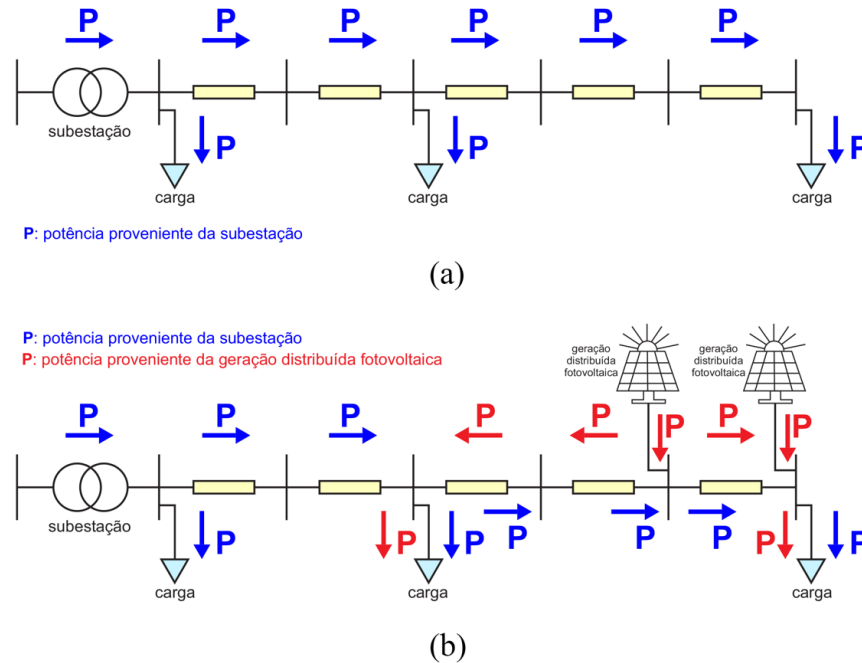 P P P P P P
subestação
P P P
carga carga carga
P: potência proveniente da subestação
(a)
P: potência proveniente da subestação
P: potência proveniente da geração distribuída fotovoltaica
geração
distribuída
fotovoltaica
geração
distribuída
fotovoltaica
P P P P P P P P
subestação
P P P P P P P P P
carga carga carga
(b)